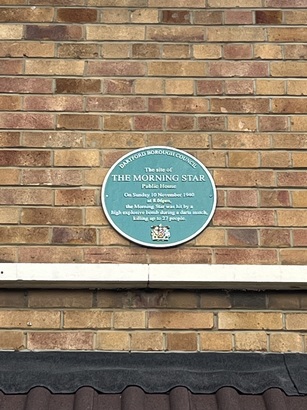 DARTFORD BOROUGH COUNCIL
The site of
THE MORNING STAR
Public House
On Sunday 10 November, 1940
at 8.06pm,
the Morning Star was hit by a
High explosive bomb during a darts match,
killing up to 27 people.